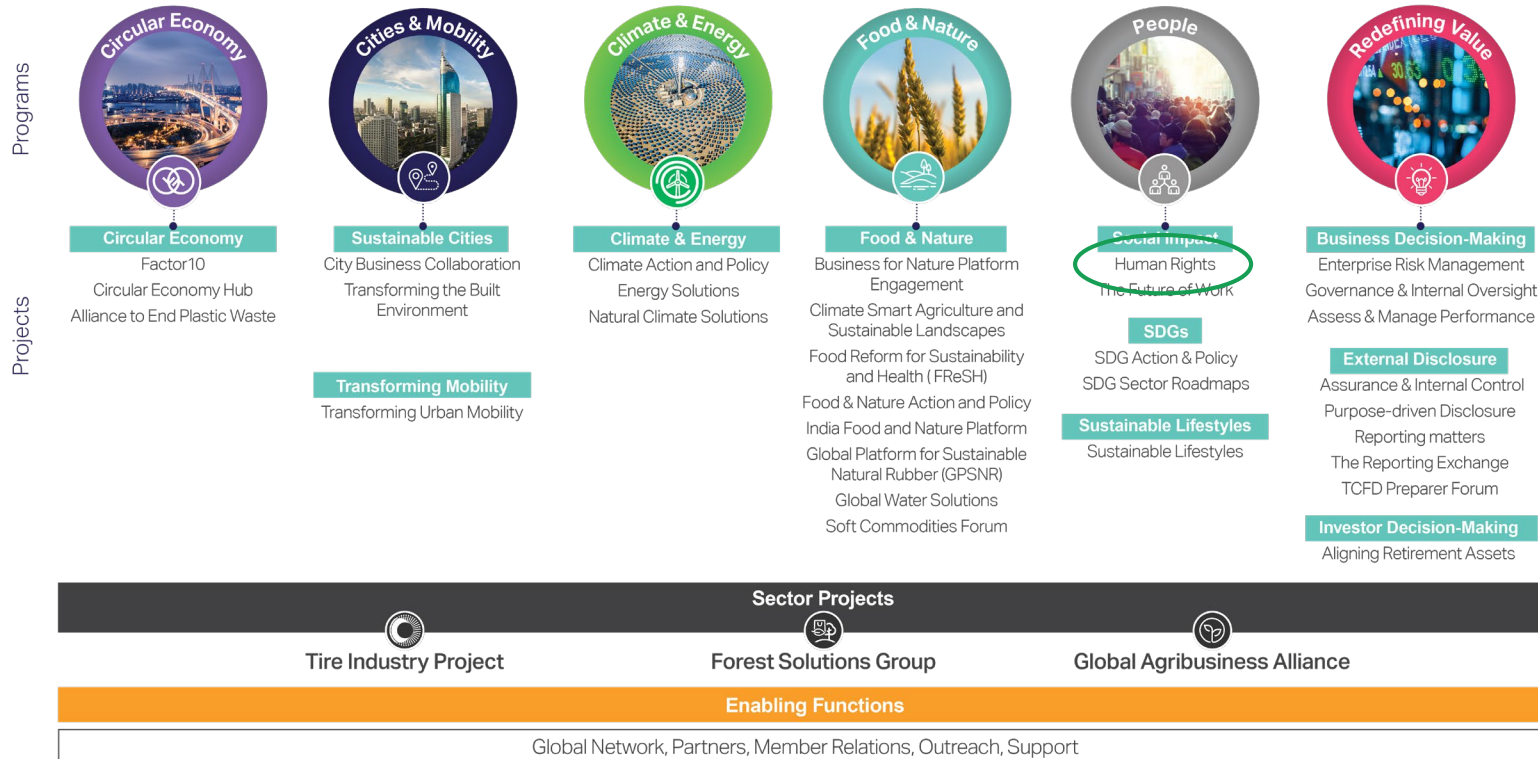 Programs
Circular Economy
Cities & Mobility
Climate & Energy
Food & Nature
People
Redefining Value
Projects
Circular Economy
Factor10
Circular Economy Hub
Alliance to End Plastic Waste
Sustainable Cities
City Business Collaboration
Transforming the Built
Environment
Transforming Mobility
Transforming Urban Mobility
Climate & Energy
Climate Action and Policy
Energy Solutions
Natural Climate Solutions
Food & Nature
Business for Nature Platform
Engagement
Climate Smart Agriculture and
Sustainable Landscapes
Food Reform for Sustainability
and Health ( FReSH)
Food & Nature Action and Policy
India Food and Nature Platform
Global Platform for Sustainable
Natural Rubber (GPSNR)
Global Water Solutions
Soft Commodities Forum
Social Impact
Human Rights
The Future of Work
SDGs
SDG Action & Policy
SDG Sector Roadmaps
Sustainable Lifestyles
Sustainable Lifestyles
Business Decision-Making
Enterprise Risk Management
Governance & Internal Oversight
Assess & Manage Performance
External Disclosure
Assurance & Internal Control
Purpose-driven Disclosure
Reporting matters
The Reporting Exchange
TCFD Preparer Forum
Investor Decision-Making
Aligning Retirement Assets
Sector Projects
Tire Industry Project
Forest Solutions Group
Global Agribusiness Alliance
Enabling Functions
Global Network, Partners, Member Relations, Outreach, Support